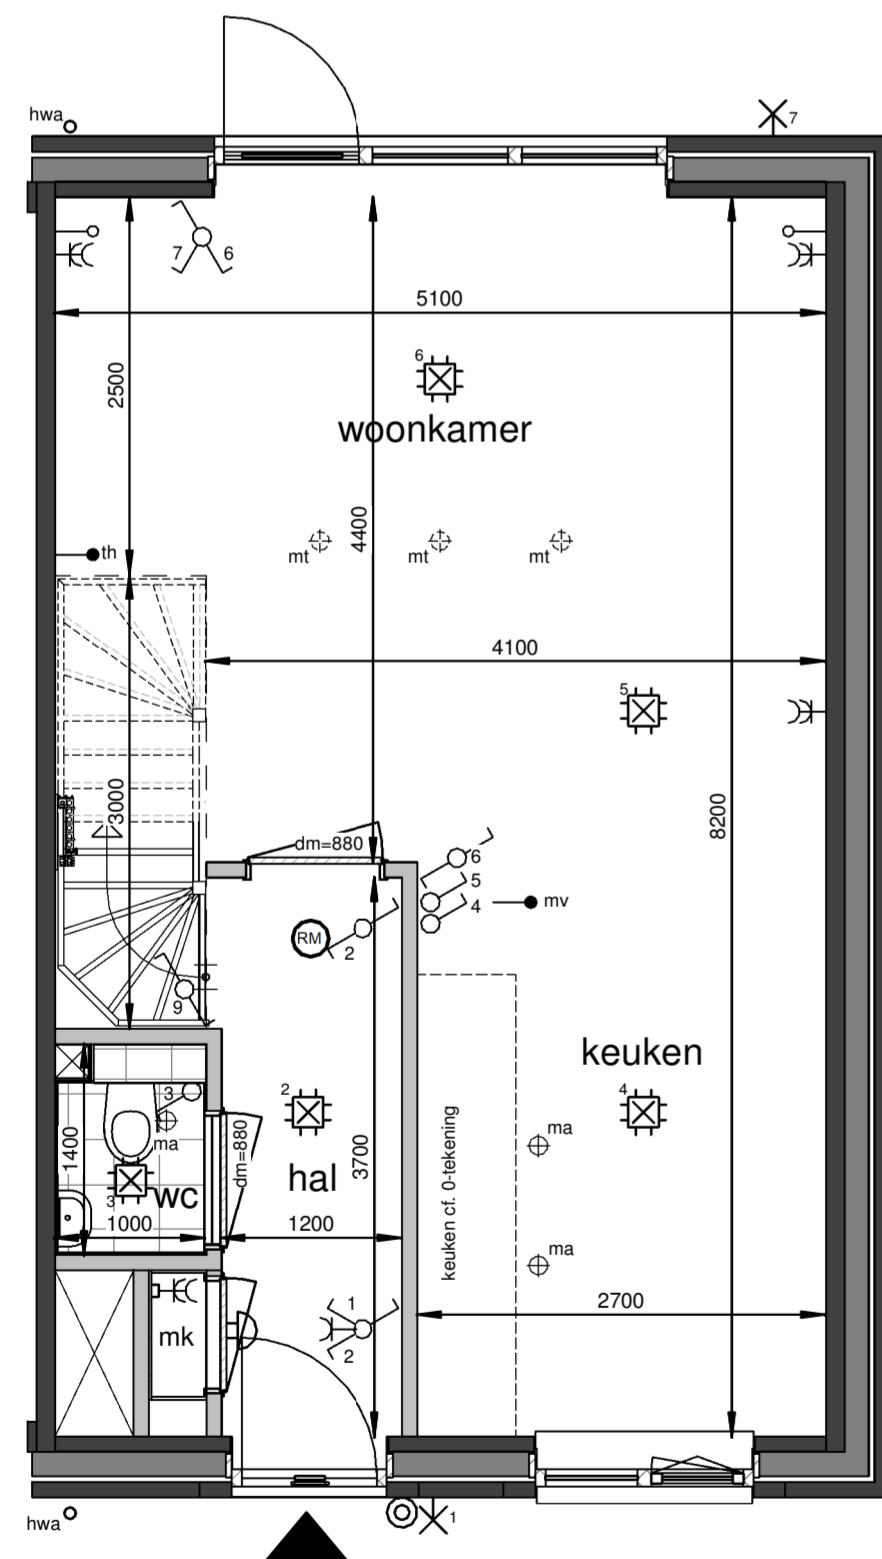 hwa
7
7
6
5100
2500
6
woonkamer
4400
th
mt
mt
mt
4100
5
3000
8200
dm=880
6
5
4
mv
RM
2
9
keuken
3
2
4
ma
1400
dm=880
3700
keuken cf. 0-tekening
ma
hal
wc
3
1000
1200
ma
1
2700
mk
2
hwa
1